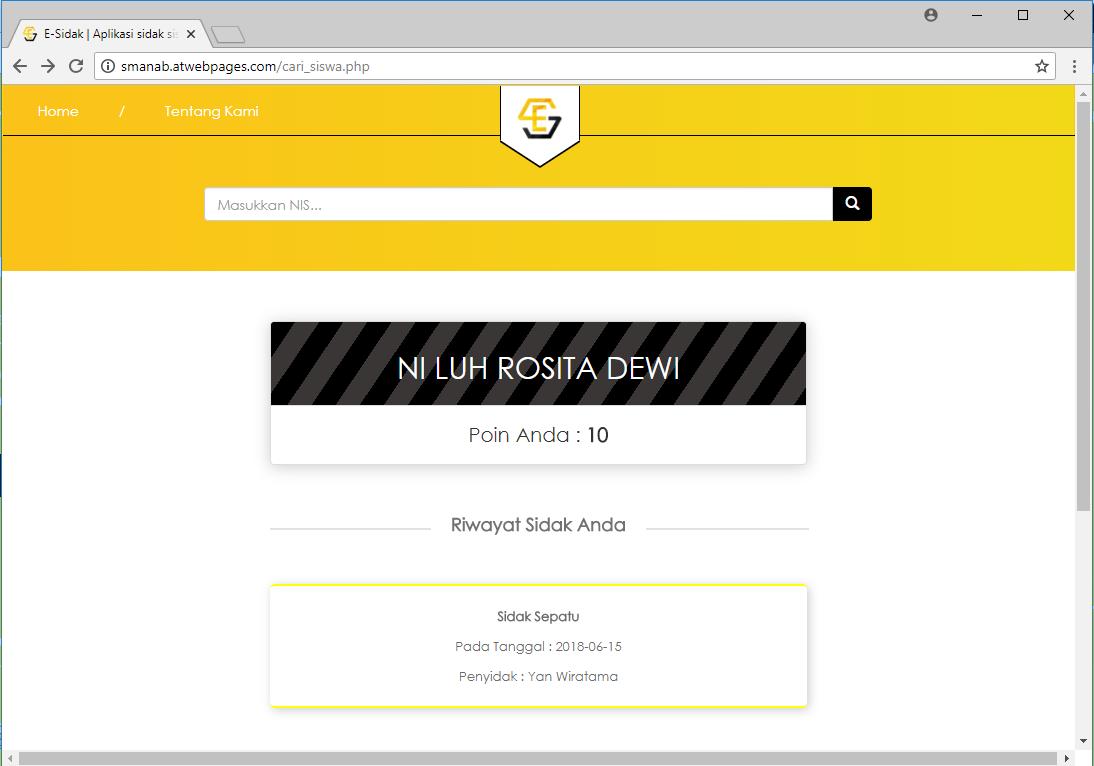 E-Sidak | Aplikasi sidak sis
smanab.atwebpages.com/cari_siswa.php
Home / Tentang Kami
Masukkan NIS...
NI LUH ROSITA DEWI
Poin Anda : 10
Riwayat Sidak Anda
Sidak Sepatu
Pada Tanggal : 2018-06-15
Penyidak : Yan Wiratama